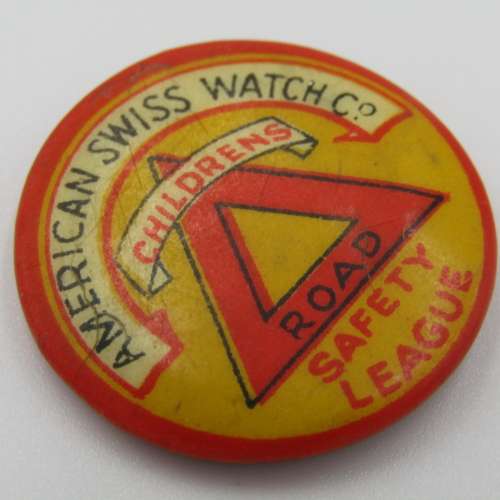 AMERICAN SWISS WATCH Co.
CHILDRENS
ROAD
SAFETY
LEAGUE